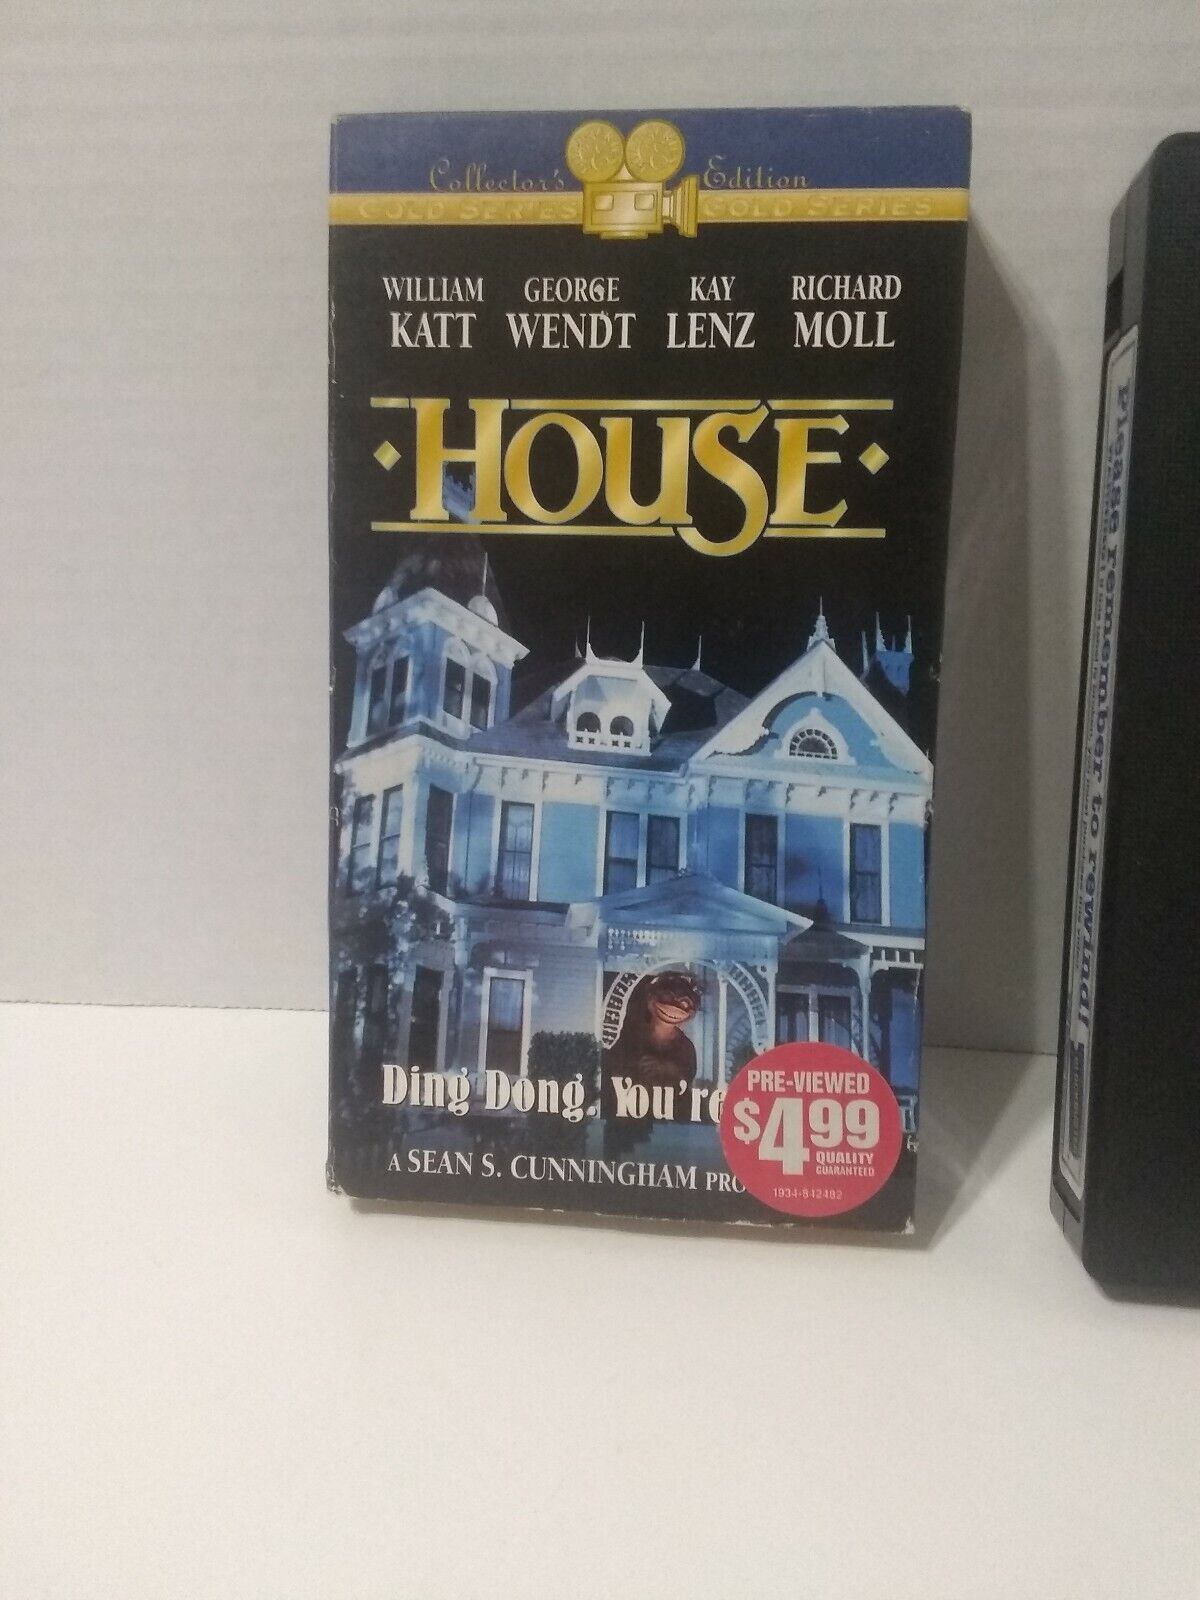 Collector's Edition
GOLD SERIES GOLD SERIES
WILLIAM KATT
GEORGE WENDT
KAY LENZ
RICHARD MOLL
HOUSE
Ding Dong. You're
A SEAN S. CUNNINGHAM PRO
PRE-VIEWED
$4.99
QUALITY
GUARANTEED
1934-842482
Please remember to rewind!